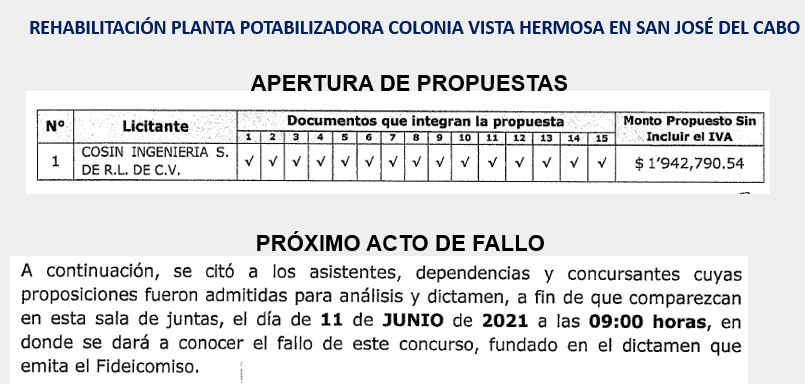 REHABILITACIÓN PLANTA POTABILIZADORA COLONIA VISTA HERMOSA EN SAN JOSÉ DEL CABO
APERTURA DE PROPUESTAS
Nº Licitante Documentos que integran la propuesta Monto Propuesto Sin Incluir el IVA
1 2 3 4 5 6 7 8 9 10 11 12 13 14 15
1 COSIN INGENIERIA S. DE R.L. DE C.V. √ √ √ √ √ √ √ √ √ √ √ √ √ √ √ $ 1’942,790.54
PRÓXIMO ACTO DE FALLO
A continuación, se citó a los asistentes, dependencias y concursantes cuyas
proposiciones fueron admitidas para análisis y dictamen, a fin de que comparezcan
en esta sala de juntas, el día de 11 de JUNIO de 2021 a las 09:00 horas, en
donde se dará a conocer el fallo de este concurso, fundado en el dictamen que
emita el Fideicomiso.